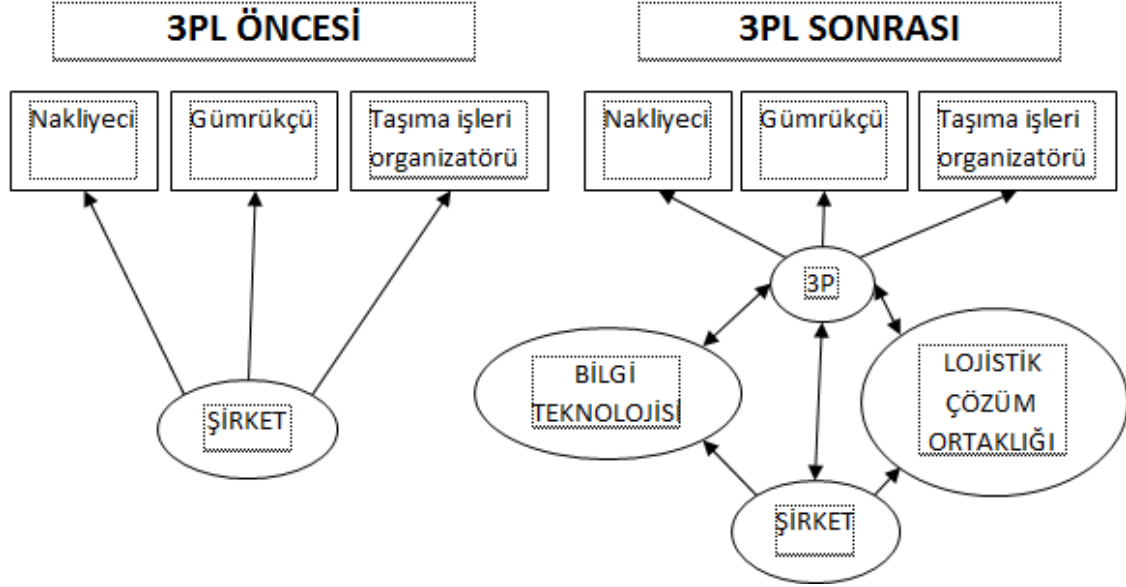 3PL ÖNCESİ
3PL SONRASI
Nakliyeci
Gümrükçü
Taşıma işleri
organizatörü
Nakliyeci
Gümrükçü
Taşıma işleri
organizatörü
3P
BİLGİ
TEKNOLOJİSİ
LOJİSTİK
ÇÖZÜM
ORTAKLIĞI
ŞİRKET
ŞİRKET